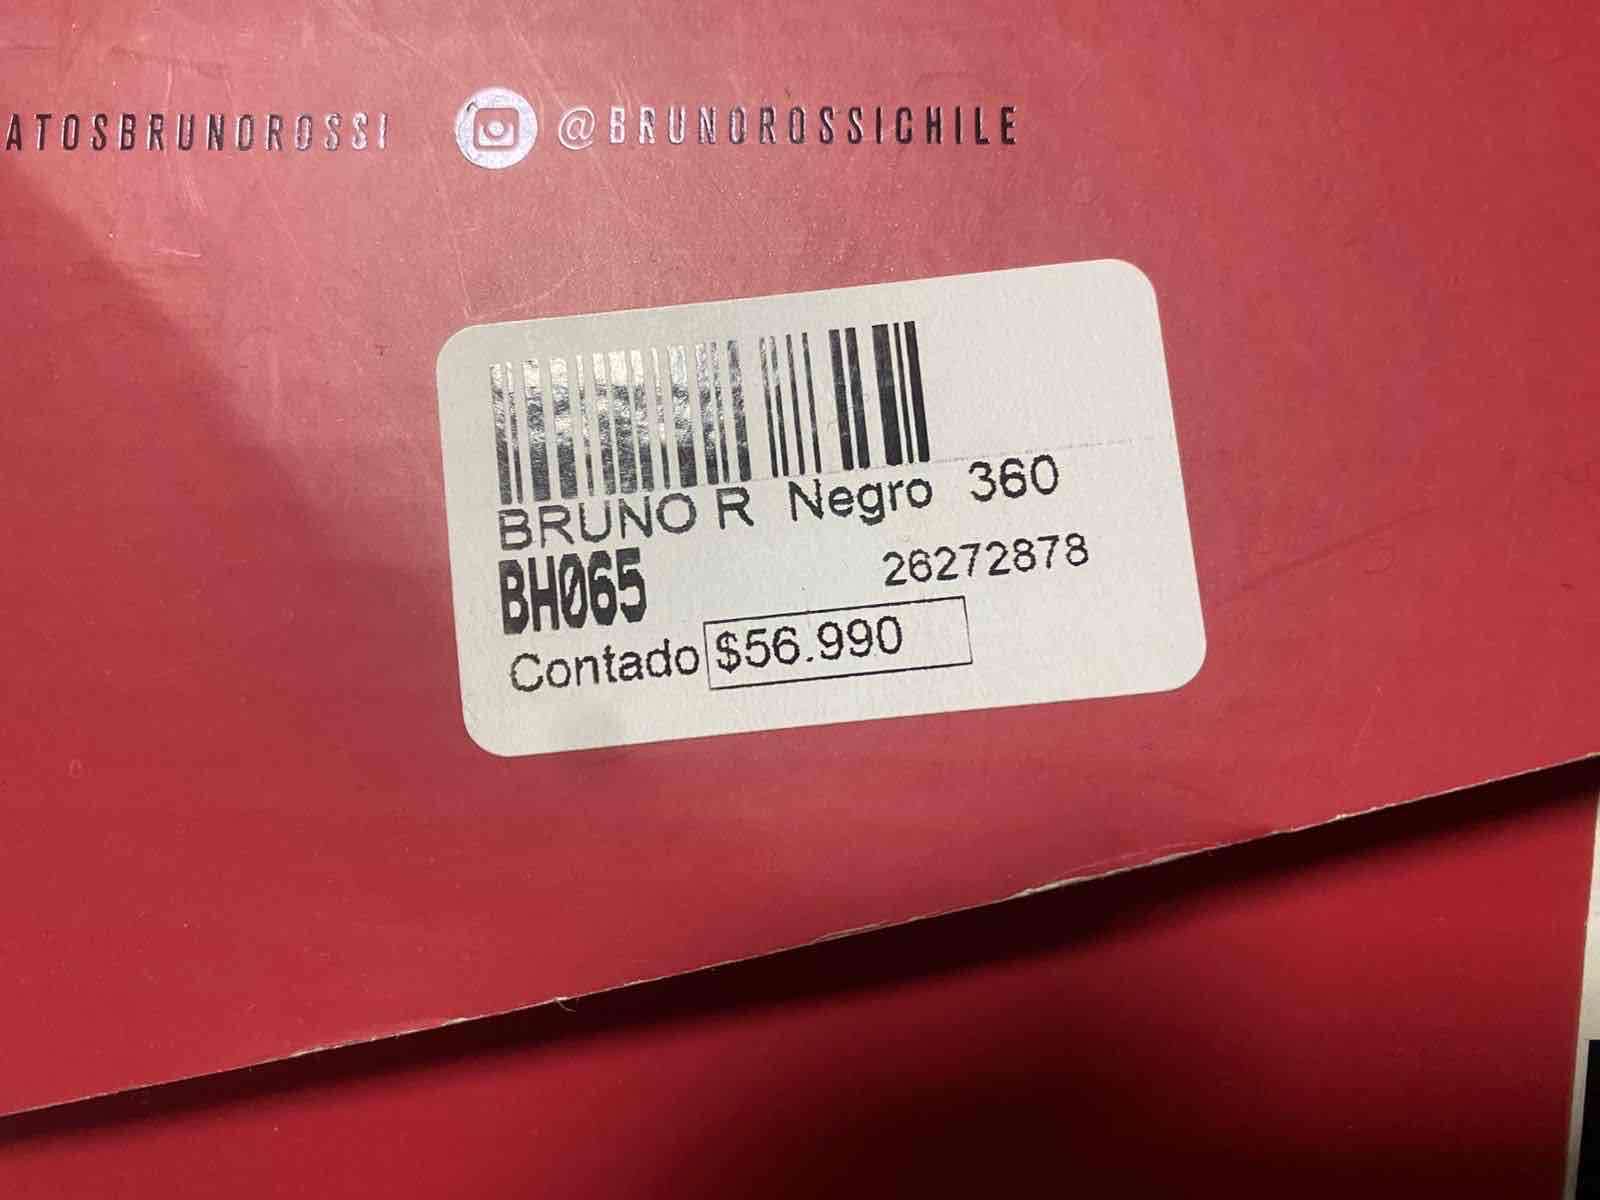 ATOSBRUNOROSSI @BRUNOROSSICHILE
BRUNO R Negro 360
BH065 26272878
Contado $56.990